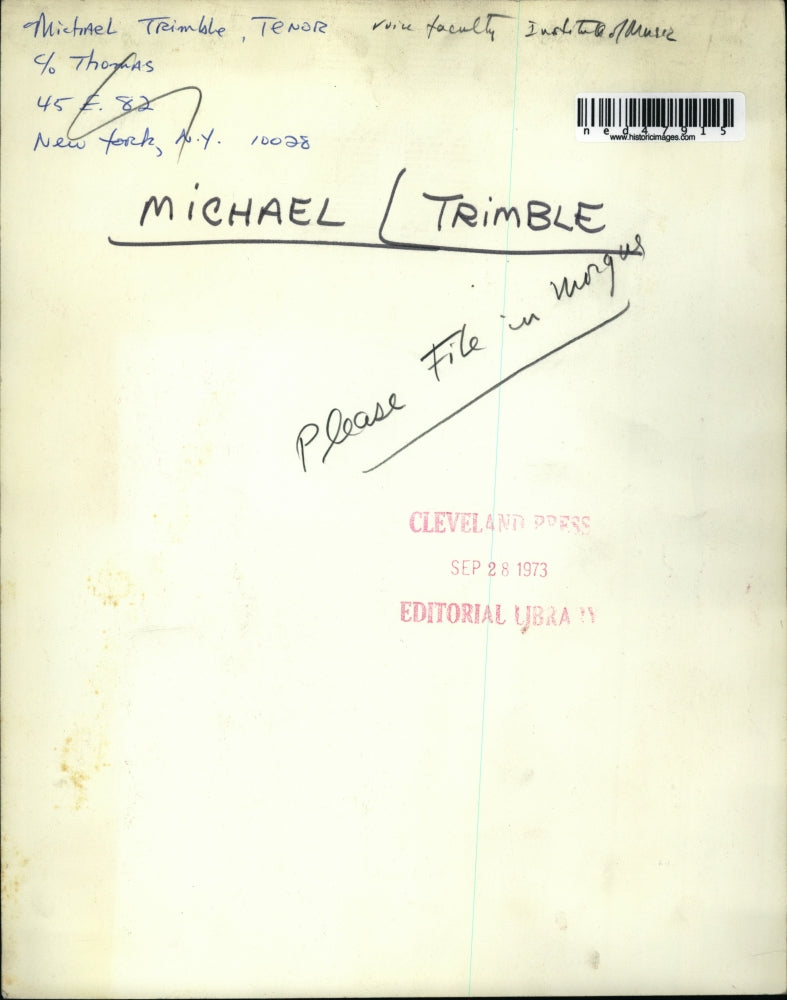 Michael Trimble, TENOR voice faculty Institute of Music
c/o Thomas
45 E. 82
New York, N.Y. 10028
ned47915
www.historicimages.com
MICHAEL TRIMBLE
Please File in morgue
CLEVELAND PRESS
SEP 28 1973
EDITORIAL LIBRARY